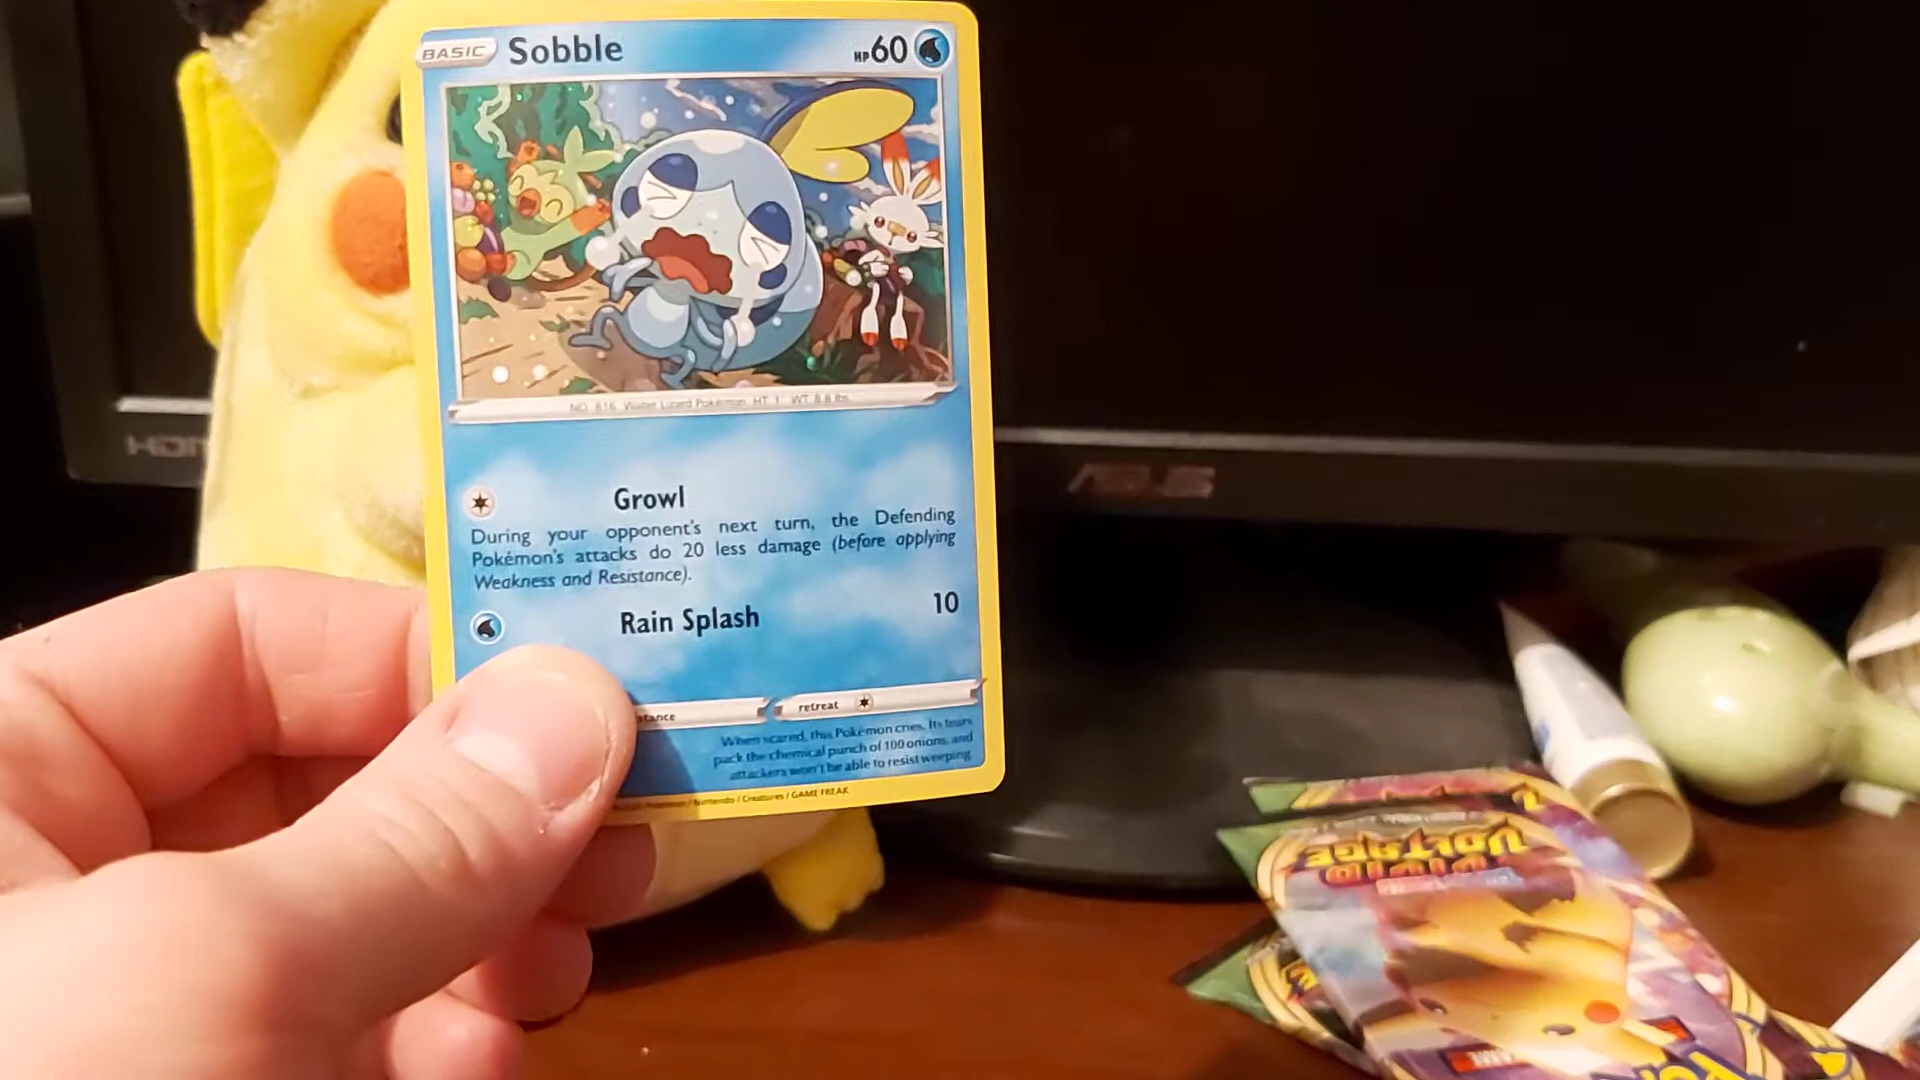 BASIC Sobble HP60
NO. 816 Water Lizard Pokémon HT: 1' WT: 8.8 lbs.
Growl
During your opponent's next turn, the Defending
Pokémon's attacks do 20 less damage (before applying
Weakness and Resistance).
Rain Splash 10
retreat
When scared, this Pokémon cries. Its tears
pack the chemical punch of 100 onions, and
attackers won't be able to resist weeping.
Pokémon / Nintendo / Creatures / GAME FREAK
HDMI
ASUS
VIVID
VOLTAGE